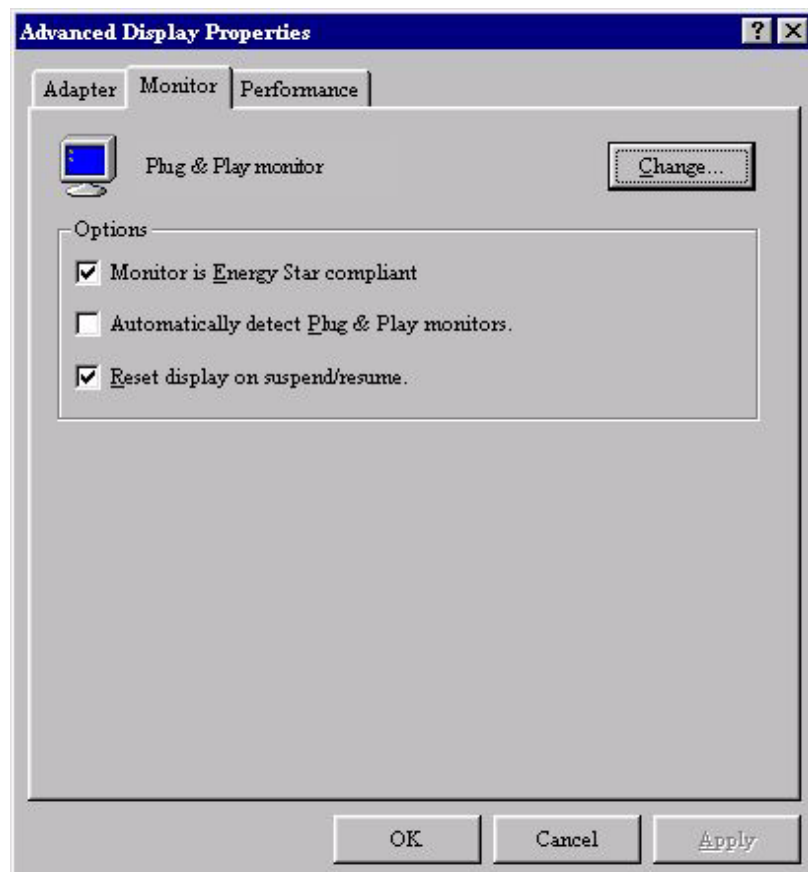 Advanced Display Properties
Adapter Monitor Performance
Plug & Play monitor
Change...
Options
Monitor is Energy Star compliant
Automatically detect Plug & Play monitors.
Reset display on suspend/resume.
OK Cancel Apply